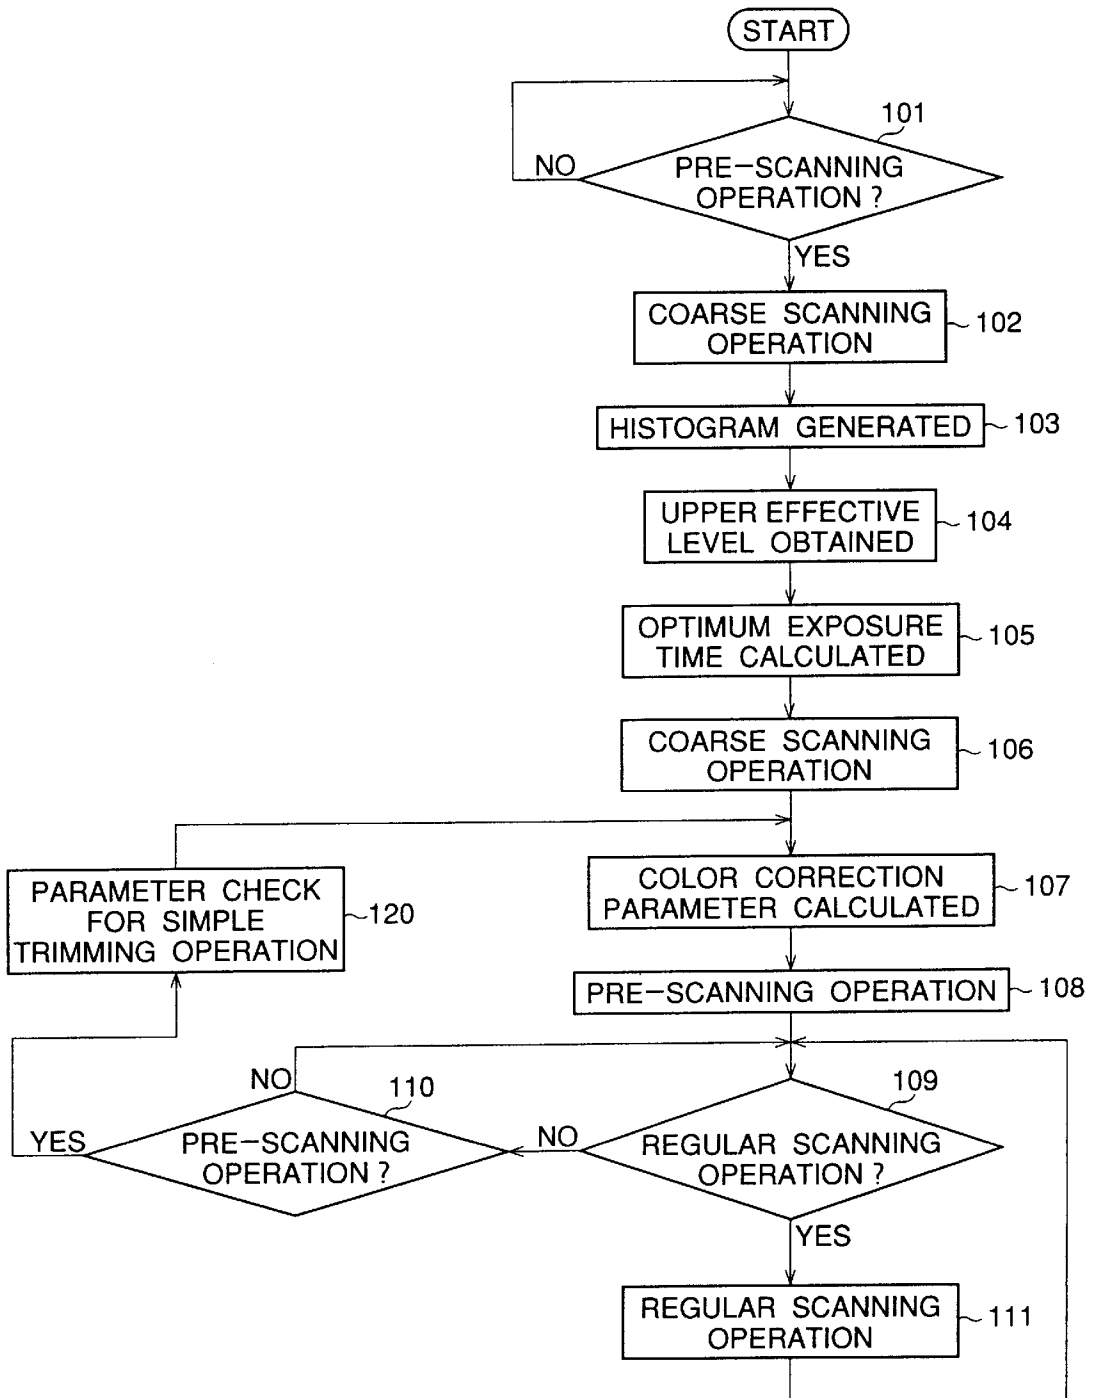 START
101
PRE-SCANNING
OPERATION?
NO
YES
COARSE SCANNING
OPERATION
102
HISTOGRAM GENERATED
103
UPPER EFFECTIVE
LEVEL OBTAINED
104
OPTIMUM EXPOSURE
TIME CALCULATED
105
COARSE SCANNING
OPERATION
106
PARAMETER CHECK
FOR SIMPLE
TRIMMING OPERATION
120
COLOR CORRECTION
PARAMETER CALCULATED
107
PRE-SCANNING OPERATION
108
109
REGULAR SCANNING
OPERATION?
NO
YES
110
PRE-SCANNING
OPERATION?
NO
YES
REGULAR SCANNING
OPERATION
111